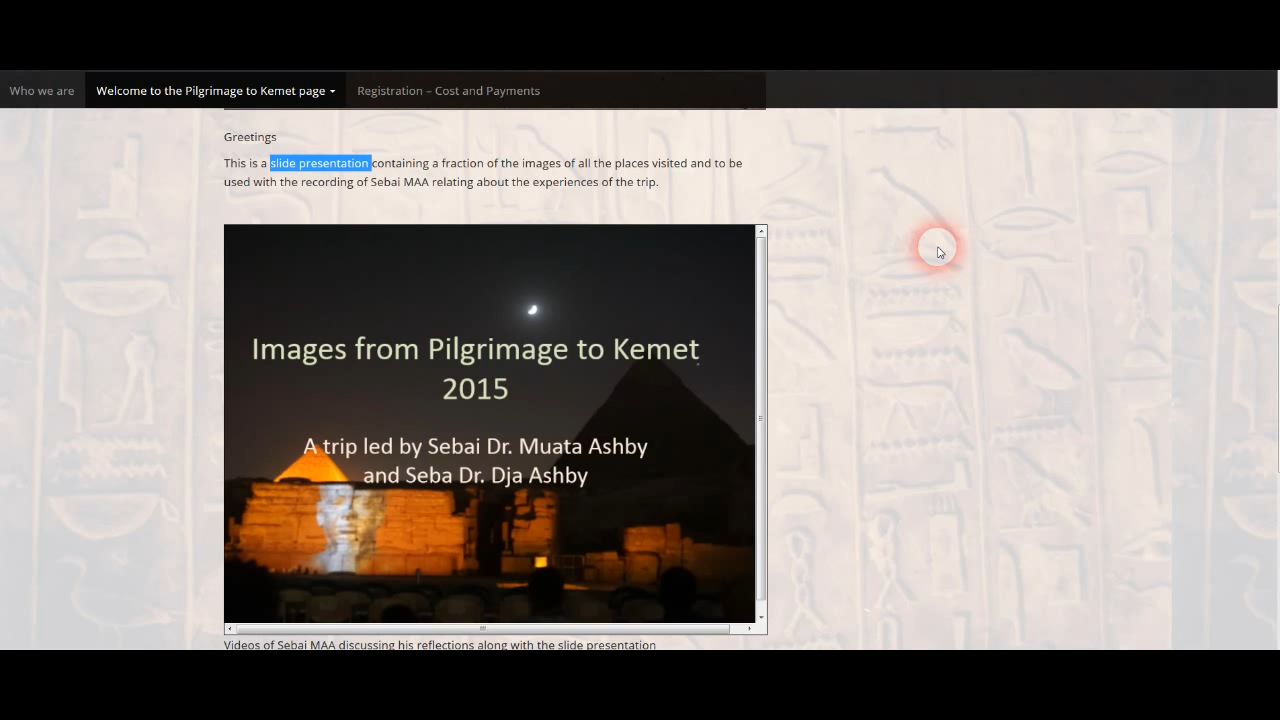 Who we are
Welcome to the Pilgrimage to Kemet page
Registration – Cost and Payments
Greetings
This is a slide presentation containing a fraction of the images of all the places visited and to be
used with the recording of Sebai MAA relating about the experiences of the trip.
Images from Pilgrimage to Kemet
2015
A trip led by Sebai Dr. Muata Ashby
and Seba Dr. Dja Ashby
Videos of Sebai MAA discussing his reflections along with the slide presentation